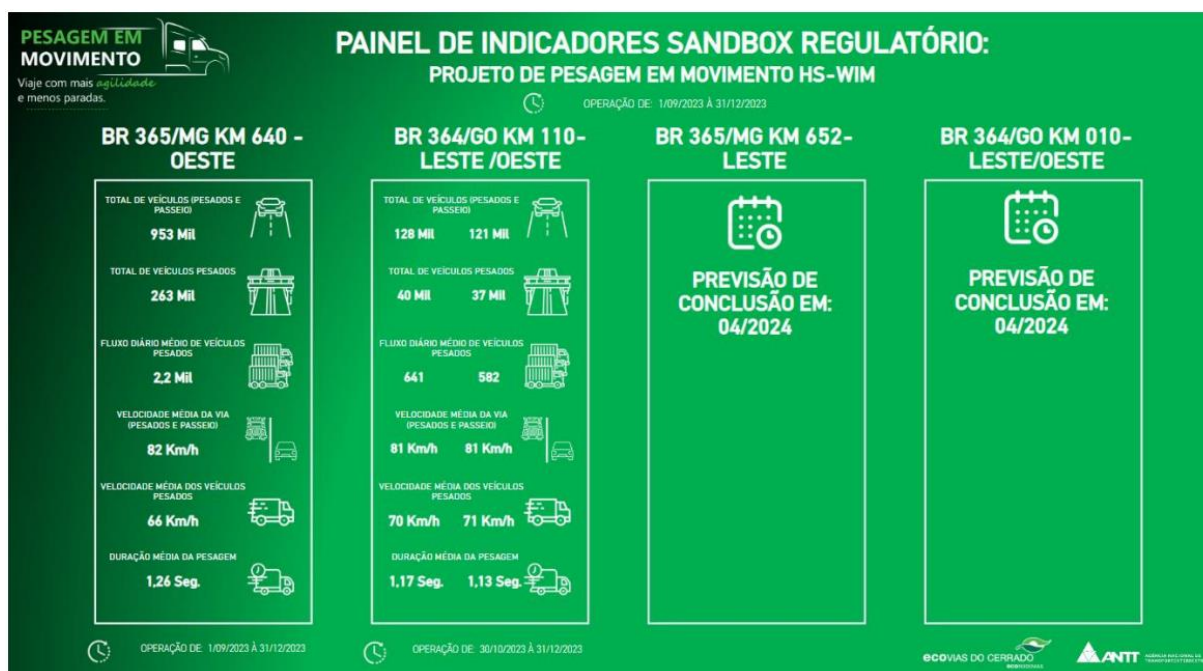 PESAGEM EM
MOVIMENTO
Viaje com mais agilidade
e menos paradas.
PAINEL DE INDICADORES SANDBOX REGULATÓRIO:
PROJETO DE PESAGEM EM MOVIMENTO HS-WIM
OPERAÇÃO DE: 1/09/2023 À 31/12/2023
BR 365/MG KM 640 -
OESTE
TOTAL DE VEÍCULOS (PESADOS E
PASSEIO)
953 Mil
TOTAL DE VEÍCULOS PESADOS
263 Mil
FLUXO DIÁRIO MÉDIO DE VEÍCULOS
PESADOS
2,2 Mil
VELOCIDADE MÉDIA DA VIA
(PESADOS E PASSEIO)
82 Km/h
VELOCIDADE MÉDIA DOS VEÍCULOS
PESADOS
66 Km/h
DURAÇÃO MÉDIA DA PESAGEM
1,26 Seg.
OPERAÇÃO DE: 1/09/2023 À 31/12/2023
BR 364/GO KM 110-
LESTE /OESTE
TOTAL DE VEÍCULOS (PESADOS E
PASSEIO)
128 Mil 121 Mil
TOTAL DE VEÍCULOS PESADOS
40 Mil 37 Mil
FLUXO DIÁRIO MÉDIO DE VEÍCULOS
PESADOS
641 582
VELOCIDADE MÉDIA DA VIA
(PESADOS E PASSEIO)
81 Km/h 81 Km/h
VELOCIDADE MÉDIA DOS VEÍCULOS
PESADOS
70 Km/h 71 Km/h
DURAÇÃO MÉDIA DA PESAGEM
1,17 Seg. 1,13 Seg.
OPERAÇÃO DE: 30/10/2023 À 31/12/2023
BR 365/MG KM 652-
LESTE
PREVISÃO DE
CONCLUSÃO EM:
04/2024
BR 364/GO KM 010-
LESTE/OESTE
PREVISÃO DE
CONCLUSÃO EM:
04/2024
ecoVIAS DO CERRADO
ANTT